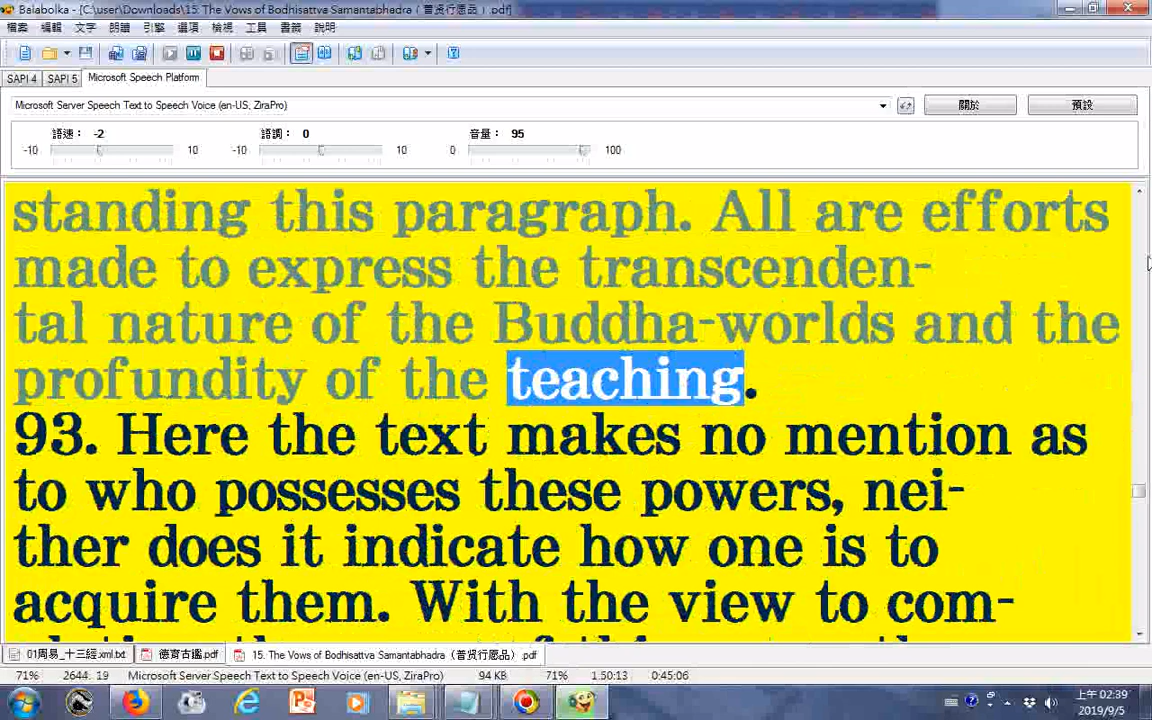 Balabolka - [C:\user\Downloads\15. The Vows of Bodhisattva Samantabhadra (普贤行愿品).pdf]
檔案 編輯 文字 朗讀 引擎 選項 檢視 工具 書籤 說明
SAPI 4 SAPI 5 Microsoft Speech Platform
Microsoft Server Speech Text to Speech Voice (en-US, ZiraPro) 關於 預設
語速: -2 語調: 0 音量: 95
-10 10 -10 10 0 100
standing this paragraph. All are efforts
made to express the transcenden-
tal nature of the Buddha-worlds and the
profundity of the teaching.
93. Here the text makes no mention as
to who possesses these powers, nei-
ther does it indicate how one is to
acquire them. With the view to com-
01周易_十三經.xml.txt 德育古鑑.pdf 15. The Vows of Bodhisattva Samantabhadra (普贤行愿品).pdf
71% 2644: 19 Microsoft Server Speech Text to Speech Voice (en-US, ZiraPro) 94 KB 71% 1:50:13 0:45:06
上午 02:39
2019/9/5